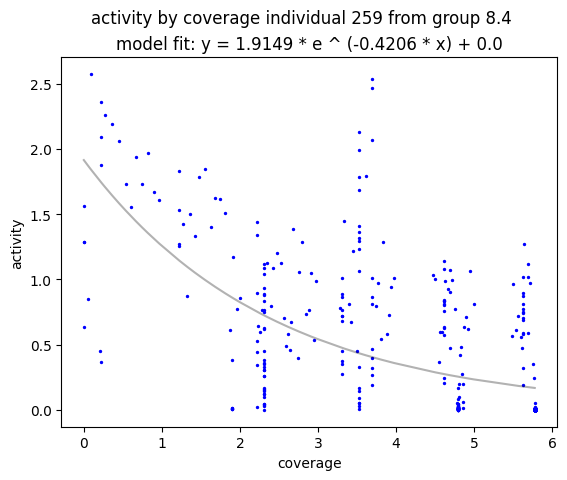 activity by coverage individual 259 from group 8.4
model fit: y = 1.9149 * e ^ (-0.4206 * x) + 0.0
2.5
2.0
1.5
1.0
0.5
0.0
activity
0 1 2 3 4 5 6
coverage